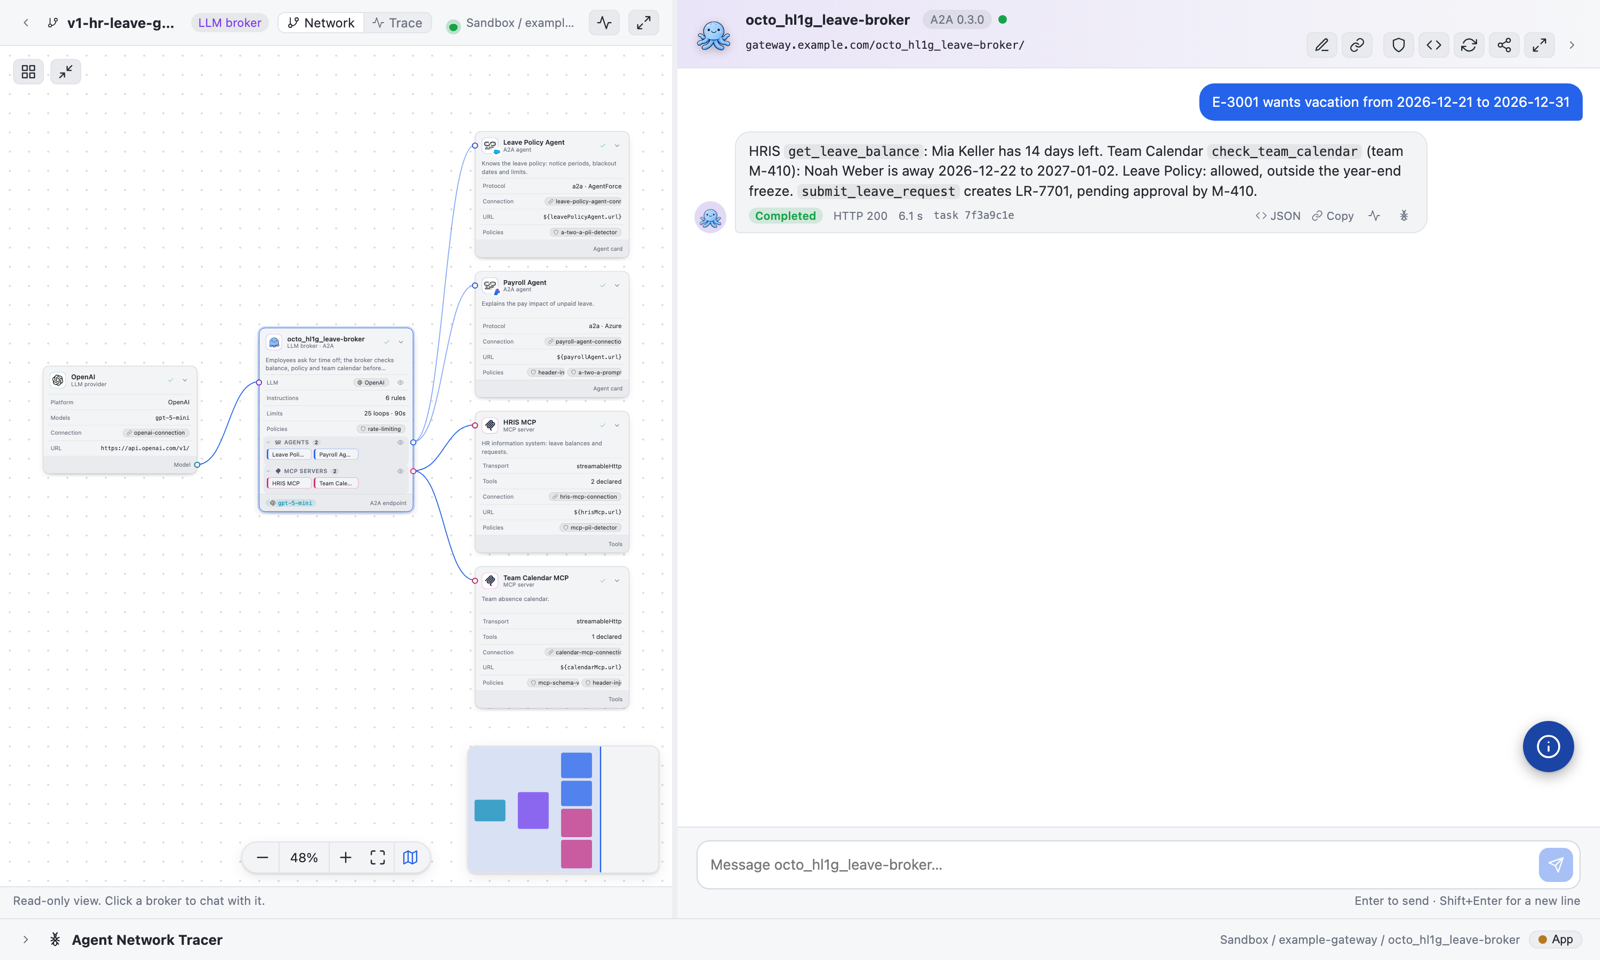 v1-hr-leave-g...
LLM broker
Network
Trace
Sandbox / exampl...
Leave Policy Agent
A2A agent
Knows the leave policy: notice periods, blackout
dates and limits.
Protocol
a2a · AgentForce
Connection
leave-policy-agent-conn
URL
${leavePolicyAgent.url}
Policies
a-two-a-pii-detector
Agent card
Payroll Agent
A2A agent
Explains the pay impact of unpaid leave.
Protocol
a2a · Azure
Connection
payroll-agent-connectio
URL
${payrollAgent.url}
Policies
header-in
a-two-a-prompt
Agent card
OpenAI
LLM provider
Platform
OpenAI
Models
gpt-5-mini
Connection
openai-connection
URL
https://api.openai.com/v1/
Model
octo_hl1g_leave-broker
LLM broker · A2A
Employees ask for time off; the broker checks
balance, policy and team calendar before...
LLM
OpenAI
Instructions
6 rules
Limits
25 loops · 90s
Policies
rate-limiting
AGENTS 2
Leave Poli...
Payroll Ag...
MCP SERVERS 2
HRIS MCP
Team Cale...
gpt-5-mini
A2A endpoint
HRIS MCP
MCP server
HR information system: leave balances and
requests.
Transport
streamableHttp
Tools
2 declared
Connection
hris-mcp-connection
URL
${hrisMcp.url}
Policies
mcp-pii-detector
Tools
Team Calendar MCP
MCP server
Team absence calendar.
Transport
streamableHttp
Tools
1 declared
Connection
calendar-mcp-connectio
URL
${calendarMcp.url}
Policies
mcp-schema-v
header-inj
Tools
48%
Read-only view. Click a broker to chat with it.
octo_hl1g_leave-broker
A2A 0.3.0
gateway.example.com/octo_hl1g_leave-broker/
E-3001 wants vacation from 2026-12-21 to 2026-12-31
HRIS get_leave_balance: Mia Keller has 14 days left. Team Calendar check_team_calendar (team
M-410): Noah Weber is away 2026-12-22 to 2027-01-02. Leave Policy: allowed, outside the year-end
freeze. submit_leave_request creates LR-7701, pending approval by M-410.
Completed
HTTP 200
6.1 s
task 7f3a9c1e
JSON
Copy
Message octo_hl1g_leave-broker...
Enter to send · Shift+Enter for a new line
Agent Network Tracer
Sandbox / example-gateway / octo_hl1g_leave-broker
App